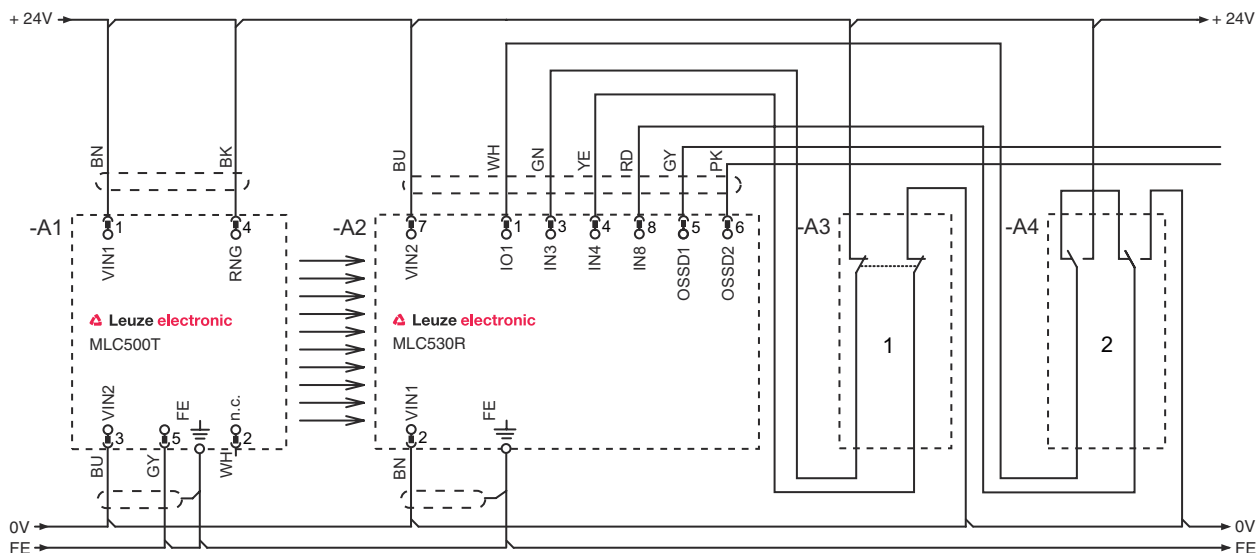 + 24V
+ 24V
BN
BK
BU
WH
GN
YE
RD
GY
PK
-A1
1
4
-A2
7
1
3
4
8
5
6
-A3
-A4
VIN1
RNG
VIN2
IO1
IN3
IN4
IN8
OSSD1
OSSD2
Leuze electronic
MLC500T
Leuze electronic
MLC530R
1
2
VIN2
FE
n.c.
VIN1
FE
3
5
2
2
BU
GY
WH
BN
0V
0V
FE
FE